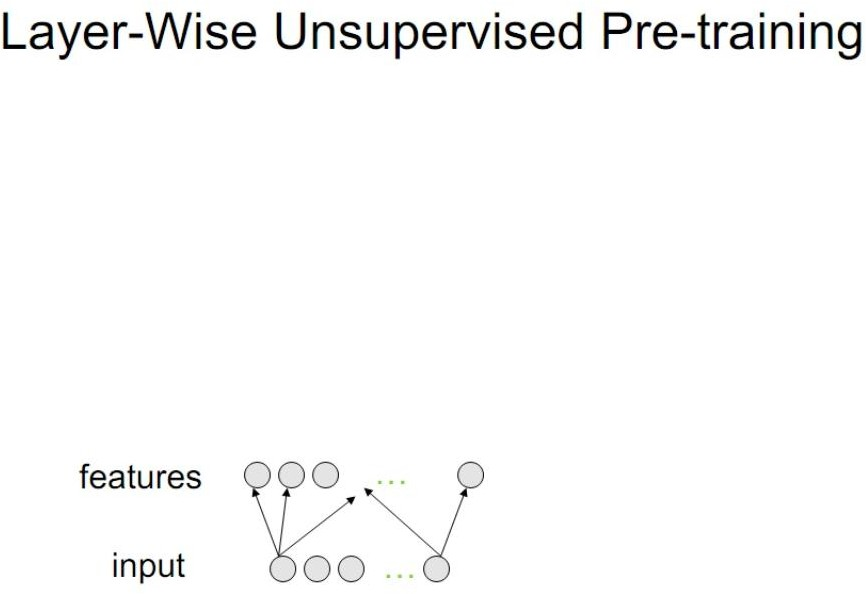 Layer-Wise Unsupervised Pre-training
features ...
input ...